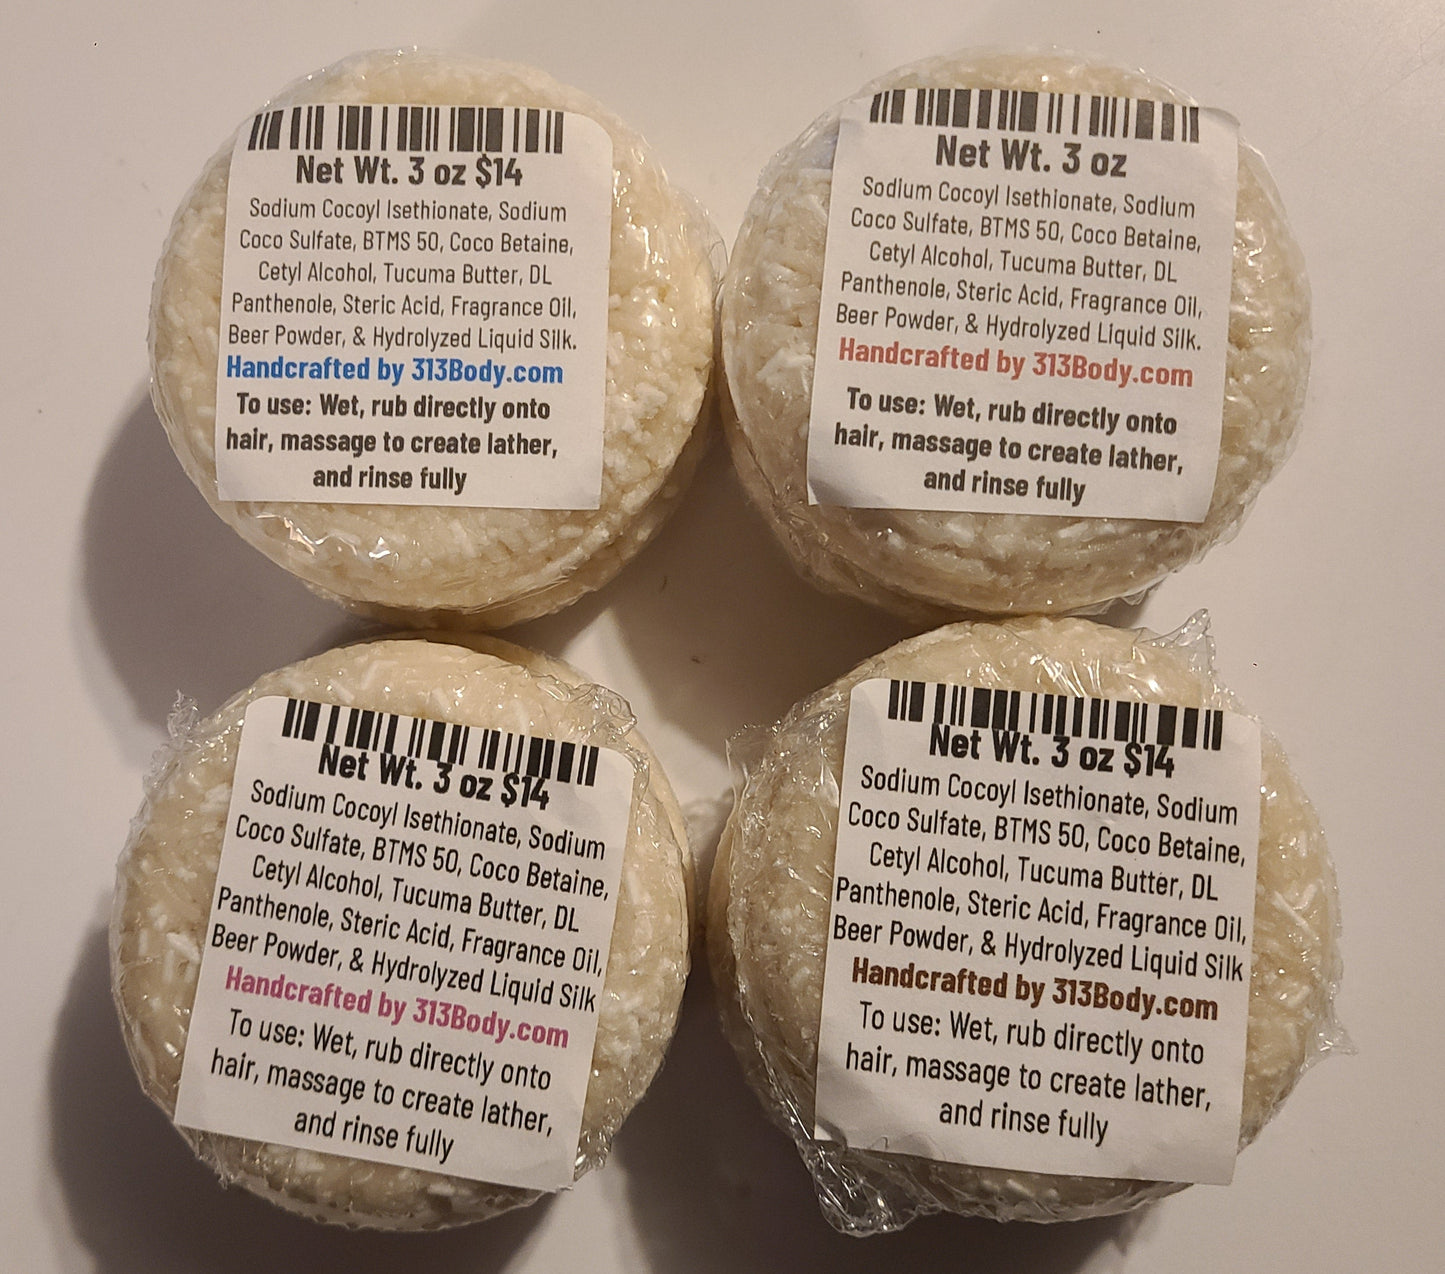 Net Wt. 3 oz $14
Sodium Cocoyl Isethionate, Sodium
Coco Sulfate, BTMS 50, Coco Betaine,
Cetyl Alcohol, Tucuma Butter, DL
Panthenole, Steric Acid, Fragrance Oil,
Beer Powder, & Hydrolyzed Liquid Silk.
Handcrafted by 313Body.com
To use: Wet, rub directly onto
hair, massage to create lather,
and rinse fully
Net Wt. 3 oz
Sodium Cocoyl Isethionate, Sodium
Coco Sulfate, BTMS 50, Coco Betaine,
Cetyl Alcohol, Tucuma Butter, DL
Panthenole, Steric Acid, Fragrance Oil,
Beer Powder, & Hydrolyzed Liquid Silk.
Handcrafted by 313Body.com
To use: Wet, rub directly onto
hair, massage to create lather,
and rinse fully
Net Wt. 3 oz $14
Sodium Cocoyl Isethionate, Sodium
Coco Sulfate, BTMS 50, Coco Betaine,
Cetyl Alcohol, Tucuma Butter, DL
Panthenole, Steric Acid, Fragrance Oil,
Beer Powder, & Hydrolyzed Liquid Silk
Handcrafted by 313Body.com
To use: Wet, rub directly onto
hair, massage to create lather,
and rinse fully
Net Wt. 3 oz $14
Sodium Cocoyl Isethionate, Sodium
Coco Sulfate, BTMS 50, Coco Betaine,
Cetyl Alcohol, Tucuma Butter, DL
Panthenole, Steric Acid, Fragrance Oil,
Beer Powder, & Hydrolyzed Liquid Silk
Handcrafted by 313Body.com
To use: Wet, rub directly onto
hair, massage to create lather,
and rinse fully